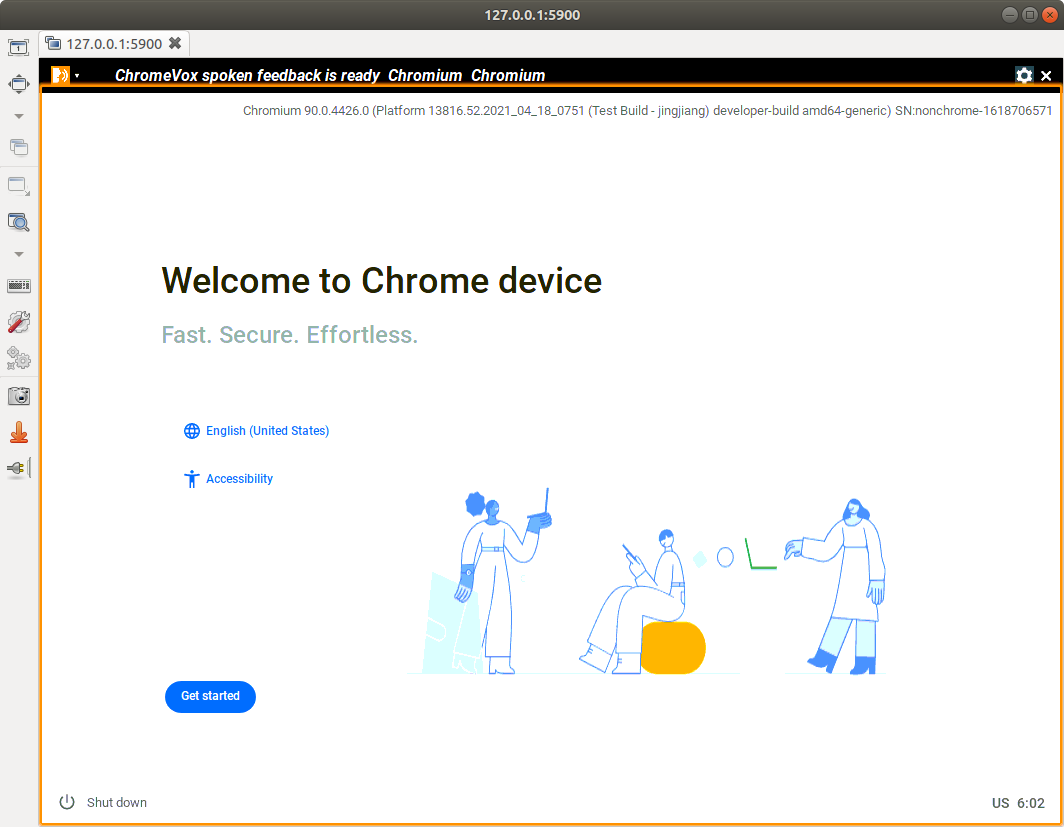 127.0.0.1:5900
127.0.0.1:5900
ChromeVox spoken feedback is ready Chromium Chromium
Chromium 90.0.4426.0 (Platform 13816.52.2021_04_18_0751 (Test Build - jingjiang) developer-build amd64-generic) SN:nonchrome-1618706571
Welcome to Chrome device
Fast. Secure. Effortless.
English (United States)
Accessibility
Get started
Shut down
US 6:02